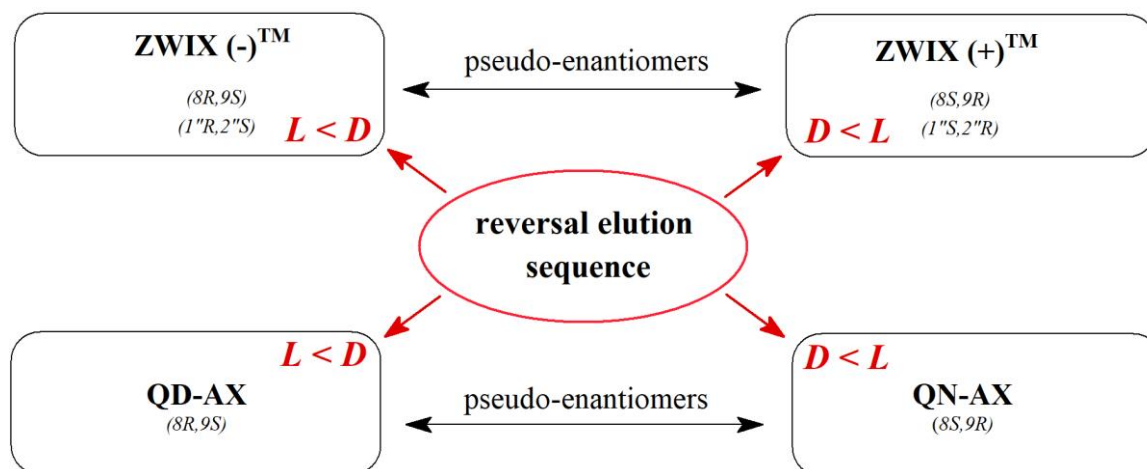 ZWIX (-)TM
(8R,9S)
(1"R,2"S)
L < D
pseudo-enantiomers
ZWIX (+)TM
(8S,9R)
(1"S,2"R)
D < L
reversal elution
sequence
L < D
QD-AX
(8R,9S)
pseudo-enantiomers
D < L
QN-AX
(8S,9R)